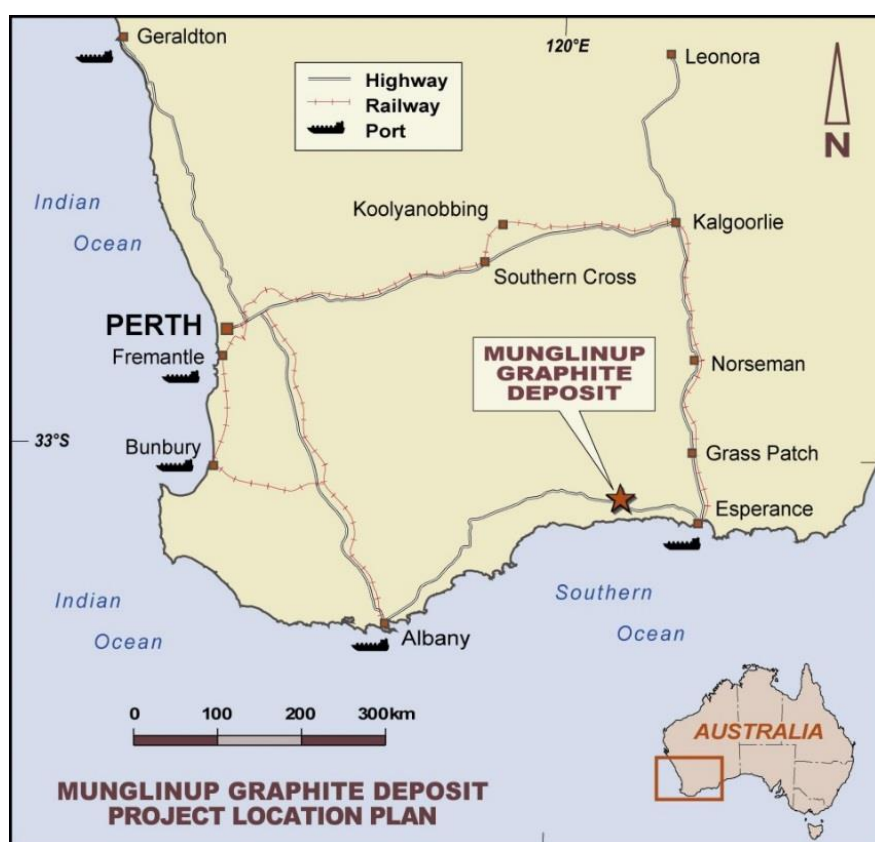 Geraldton
120°E
Leonora
Highway
Railway
Port
N
Indian
Ocean
Koolyanobbing
Kalgoorlie
Southern Cross
PERTH
Fremantle
MUNGLINUP
GRAPHITE
DEPOSIT
Norseman
33°S
Bunbury
Grass Patch
Esperance
Indian
Ocean
Southern
Ocean
Albany
0 100 200 300km
AUSTRALIA
MUNGLINUP GRAPHITE DEPOSIT
PROJECT LOCATION PLAN